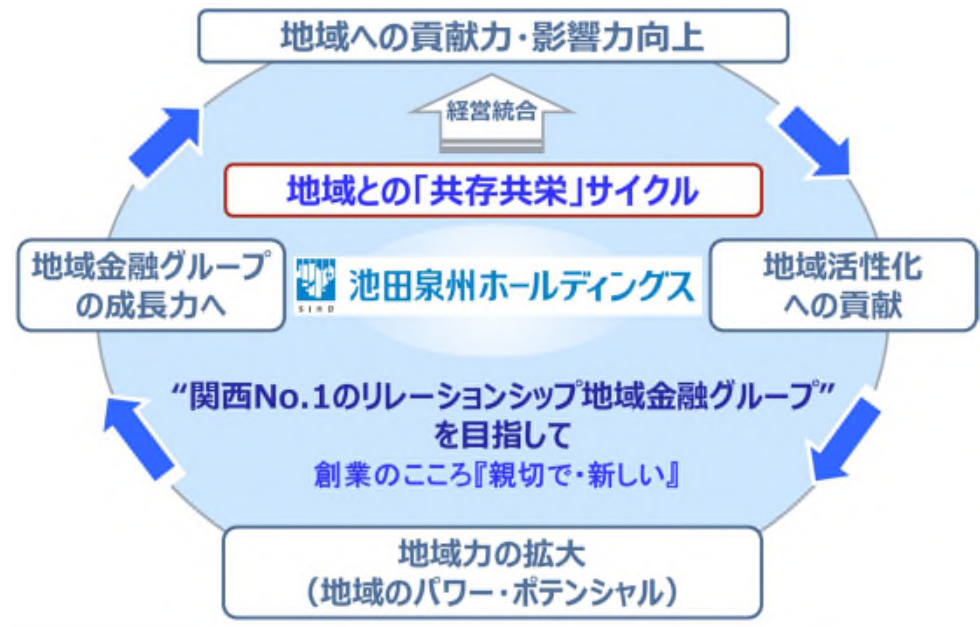 地域への貢献力・影響力向上
経営統合
地域との「共存共栄」サイクル
地域金融グループ
の成長力へ
SIHD
池田泉州ホールディングス
地域活性化
への貢献
“関西No.1のリレーションシップ地域金融グループ”
を目指して
創業のこころ『親切で・新しい』
地域力の拡大
（地域のパワー・ポテンシャル）